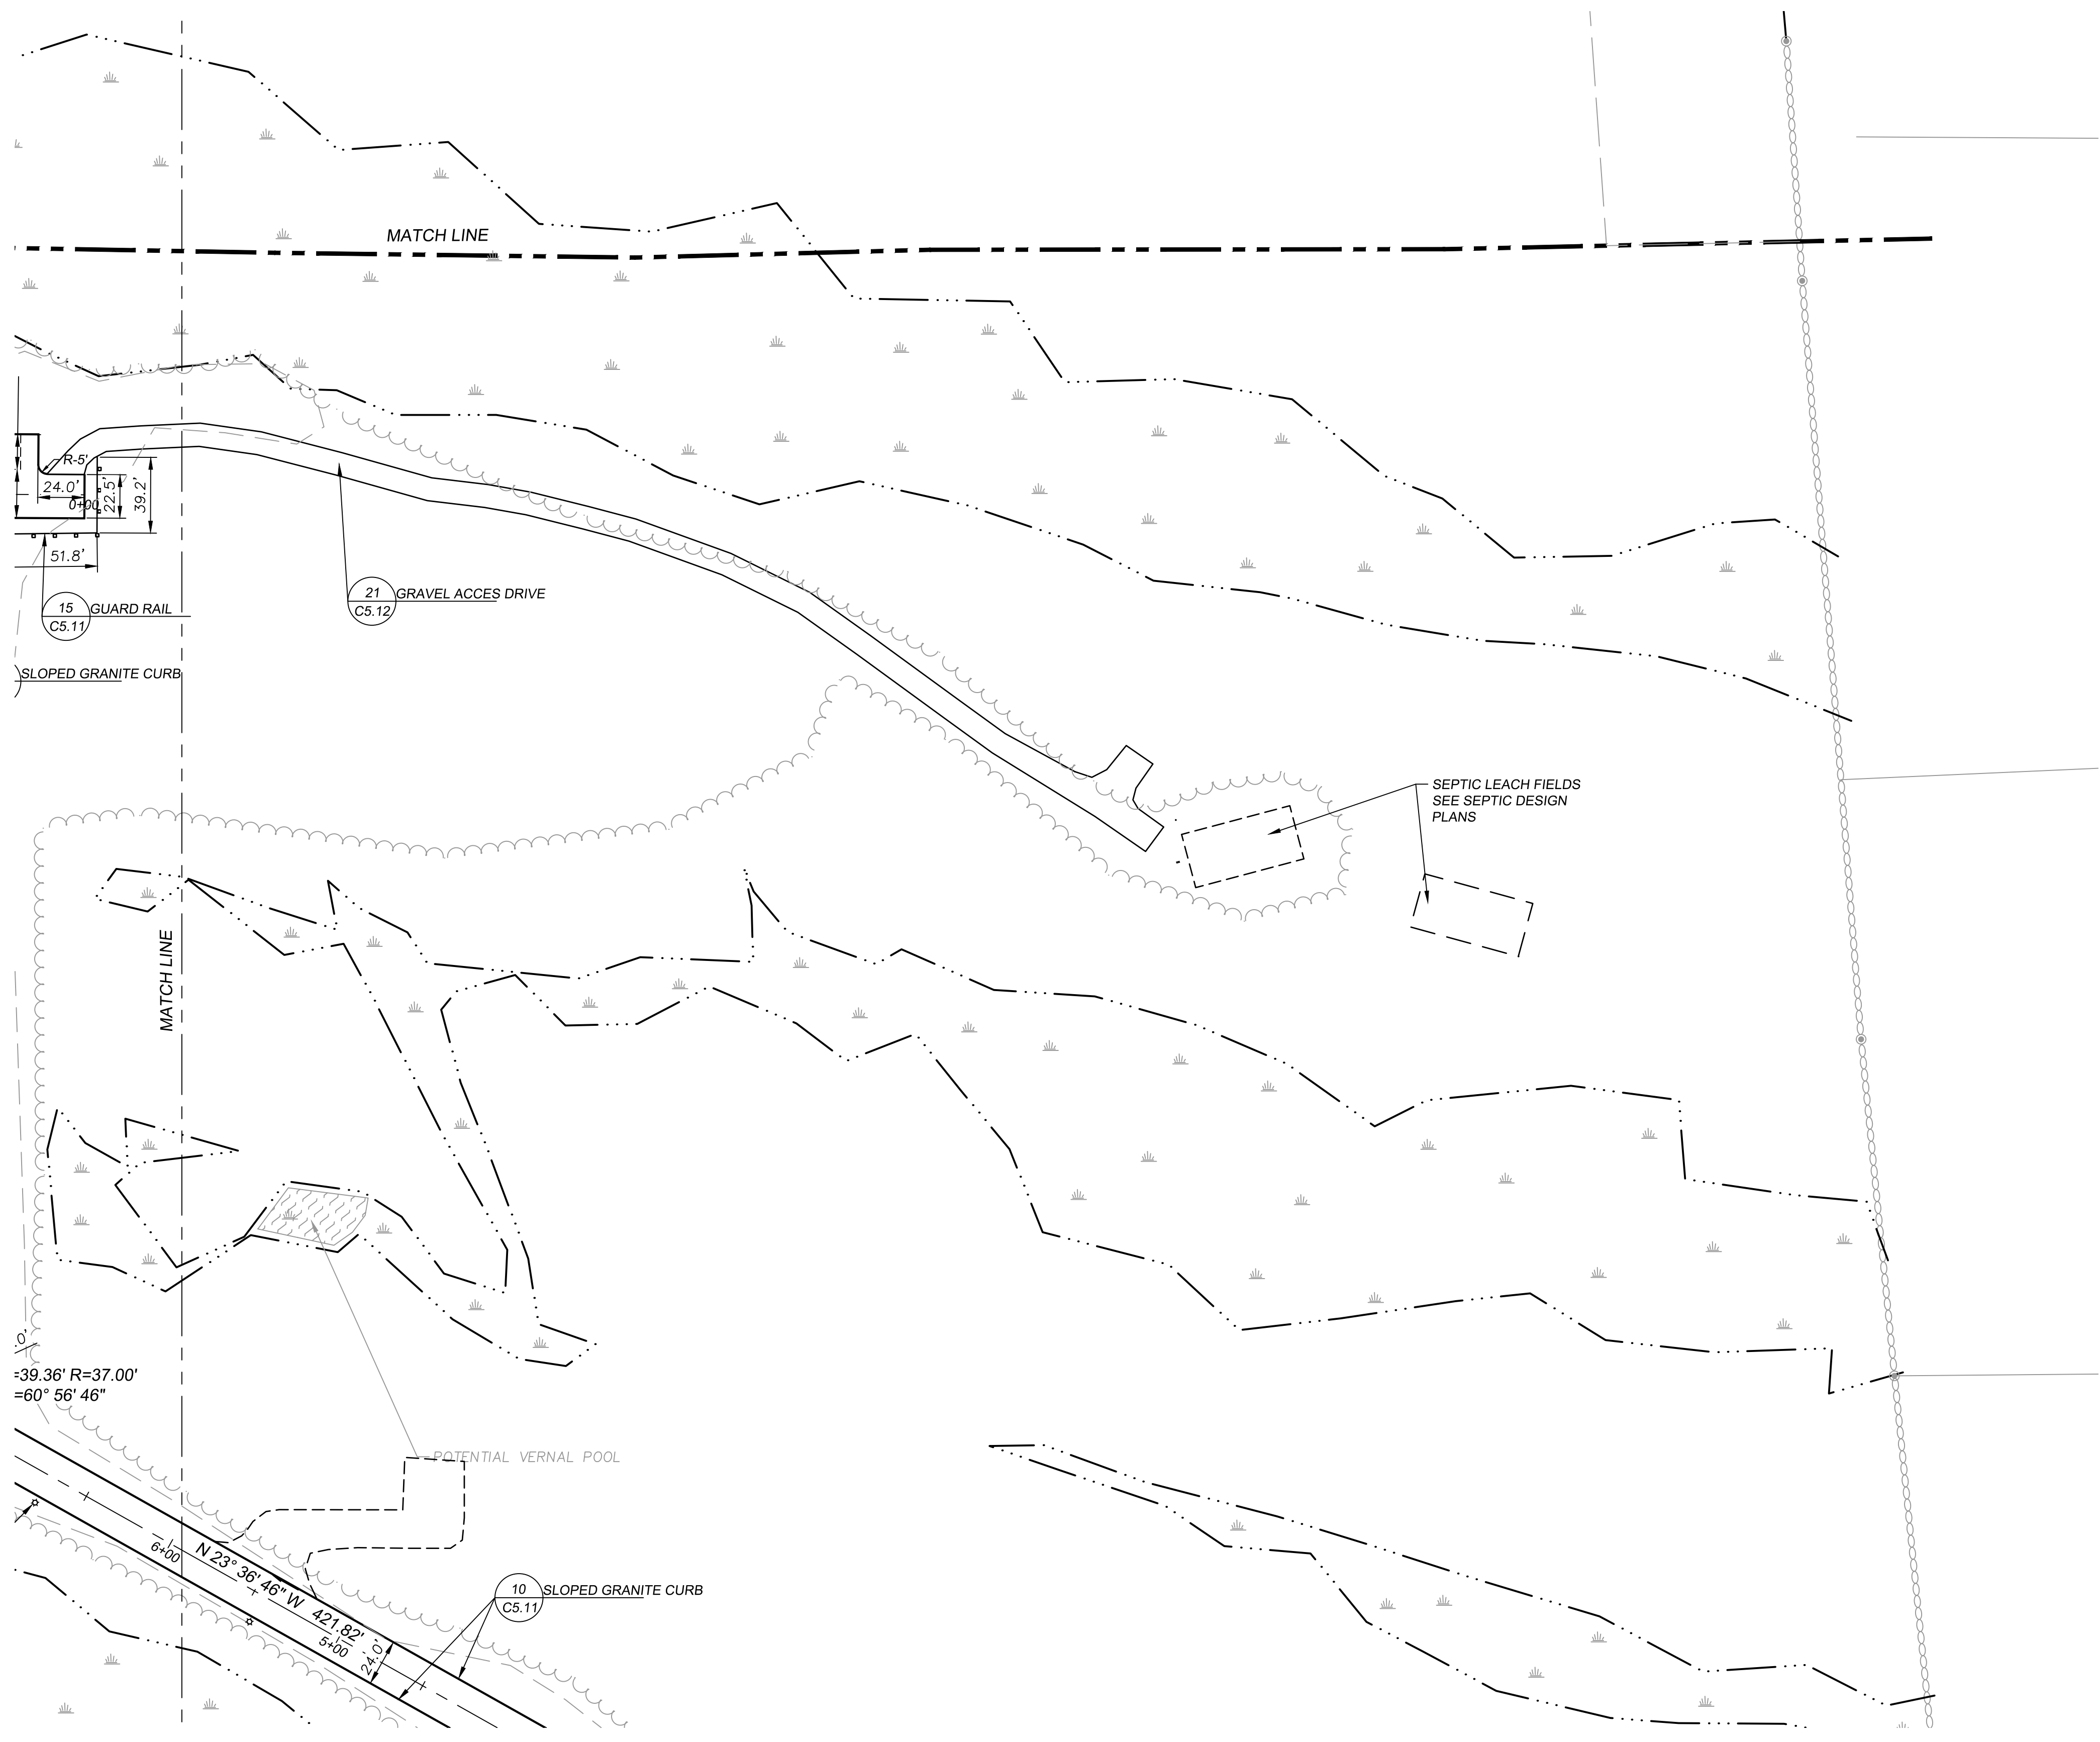 MATCH LINE
R-5'
24.0'
0+00
22.5'
39.2'
51.8'
15
C5.11
GUARD RAIL
21
C5.12
GRAVEL ACCES DRIVE
SLOPED GRANITE CURB
SEPTIC LEACH FIELDS
SEE SEPTIC DESIGN
PLANS
MATCH LINE
0'
=39.36' R=37.00'
=60° 56' 46"
POTENTIAL VERNAL POOL
6+00
N 23° 36' 46" W 421.82'
5+00
24.0'
10
C5.11
SLOPED GRANITE CURB